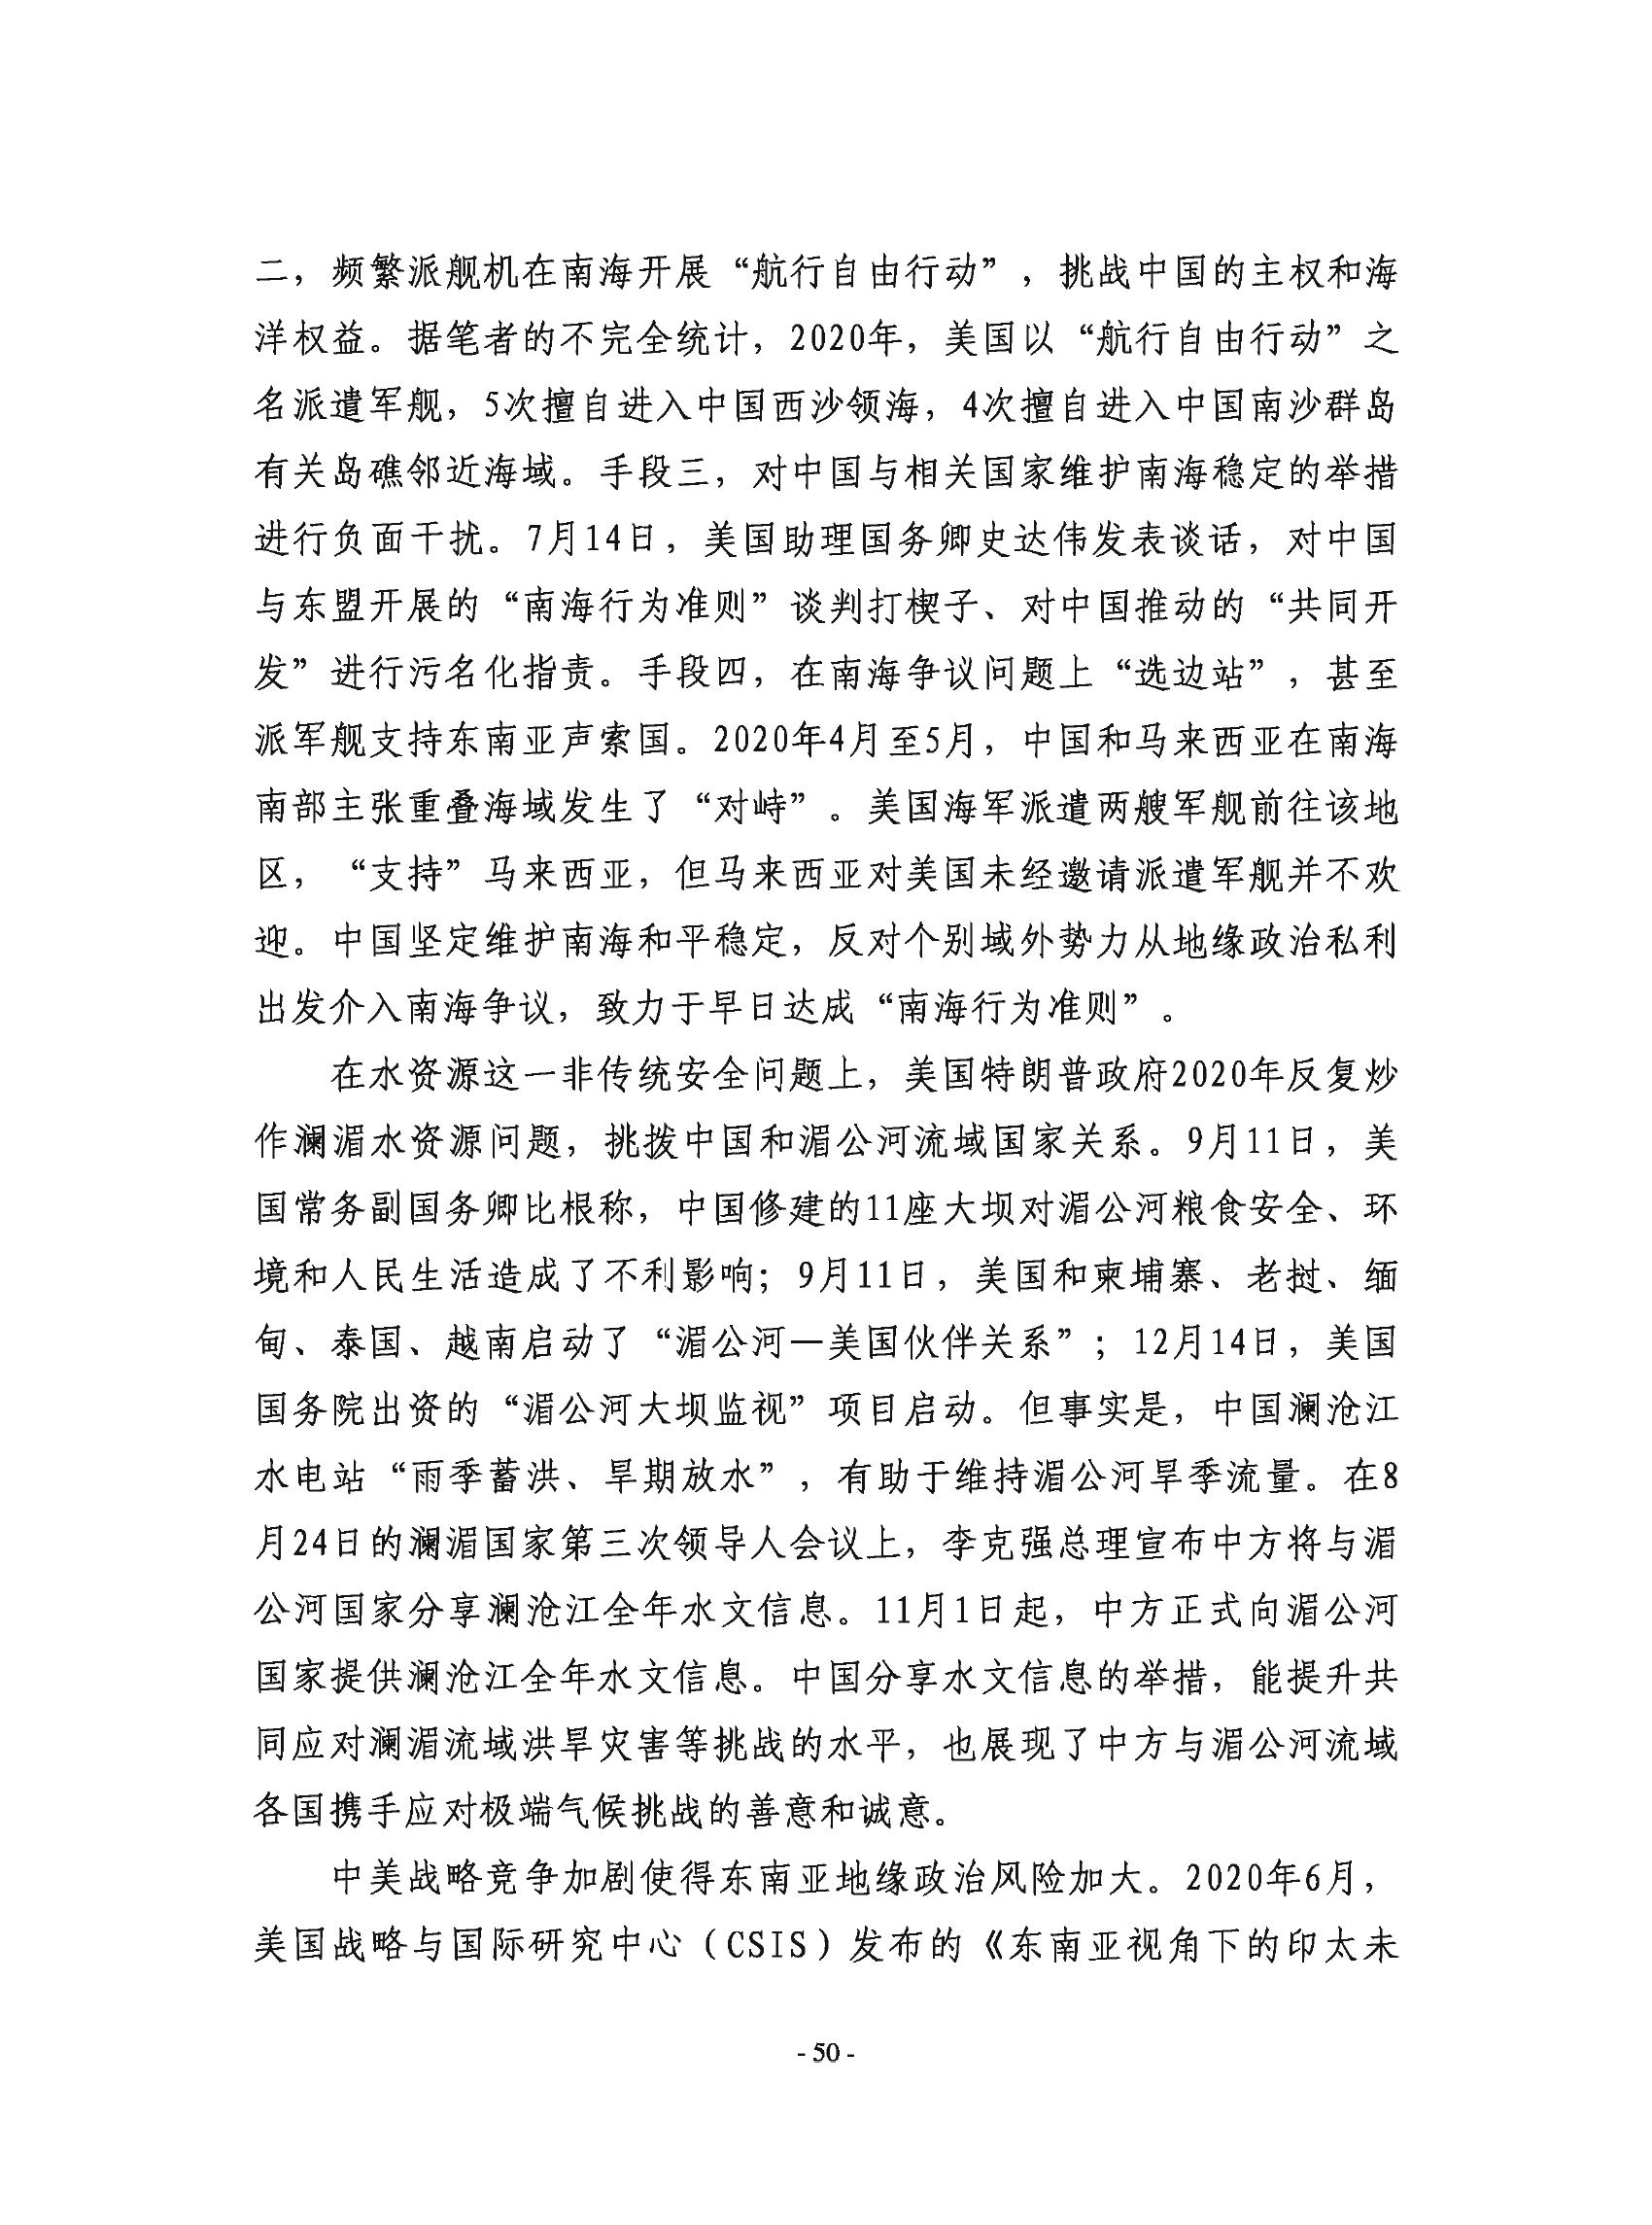 二，频繁派舰机在南海开展“航行自由行动”，挑战中国的主权和海
洋权益。据笔者的不完全统计，2020年，美国以“航行自由行动”之
名派遣军舰，5次擅自进入中国西沙领海，4次擅自进入中国南沙群岛
有关岛礁邻近海域。手段三，对中国与相关国家维护南海稳定的举措
进行负面干扰。7月14日，美国助理国务卿史达伟发表谈话，对中国
与东盟开展的“南海行为准则”谈判打楔子、对中国推动的“共同开
发”进行污名化指责。手段四，在南海争议问题上“选边站”，甚至
派军舰支持东南亚声索国。2020年4月至5月，中国和马来西亚在南海
南部主张重叠海域发生了“对峙”。美国海军派遣两艘军舰前往该地
区，“支持”马来西亚，但马来西亚对美国未经邀请派遣军舰并不欢
迎。中国坚定维护南海和平稳定，反对个别域外势力从地缘政治私利
出发介入南海争议，致力于早日达成“南海行为准则”。
在水资源这一非传统安全问题上，美国特朗普政府2020年反复炒
作澜湄水资源问题，挑拨中国和湄公河流域国家关系。9月11日，美
国常务副国务卿比根称，中国修建的11座大坝对湄公河粮食安全、环
境和人民生活造成了不利影响；9月11日，美国和柬埔寨、老挝、缅
甸、泰国、越南启动了“湄公河—美国伙伴关系”；12月14日，美国
国务院出资的“湄公河大坝监视”项目启动。但事实是，中国澜沧江
水电站“雨季蓄洪、旱期放水”，有助于维持湄公河旱季流量。在8
月24日的澜湄国家第三次领导人会议上，李克强总理宣布中方将与湄
公河国家分享澜沧江全年水文信息。11月1日起，中方正式向湄公河
国家提供澜沧江全年水文信息。中国分享水文信息的举措，能提升共
同应对澜湄流域洪旱灾害等挑战的水平，也展现了中方与湄公河流域
各国携手应对极端气候挑战的善意和诚意。
中美战略竞争加剧使得东南亚地缘政治风险加大。2020年6月，
美国战略与国际研究中心（CSIS）发布的《东南亚视角下的印太未
- 50 -